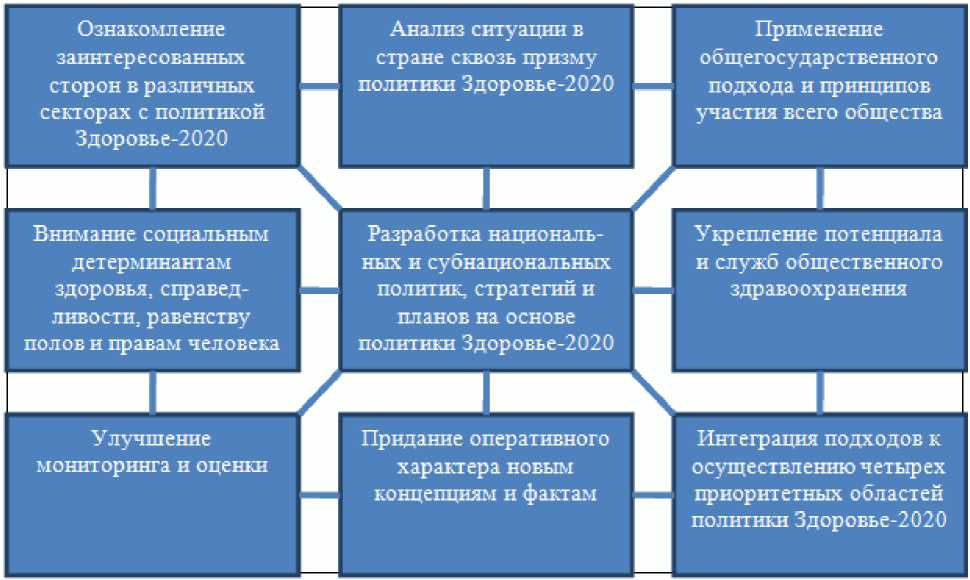 Ознакомление
заинтересованных
сторон в различных
секторах с политикой
Здоровье-2020
Анализ ситуации в
стране сквозь призму
политики Здоровье-2020
Применение
общегосударственного
подхода и принципов
участия всего общества
Внимание социальным
детерминантам
здоровья, справед-
ливости, равенству
полов и правам человека
Разработка националь-
ных и субнациональных
политик, стратегий и
планов на основе
политики Здоровье-2020
Укрепление потенциала
и служб общественного
здравоохранения
Улучшение
мониторинга и оценки
Придание оперативного
характера новым
концепциям и фактам
Интеграция подходов к
осуществлению четырех
приоритетных областей
политики Здоровье-2020